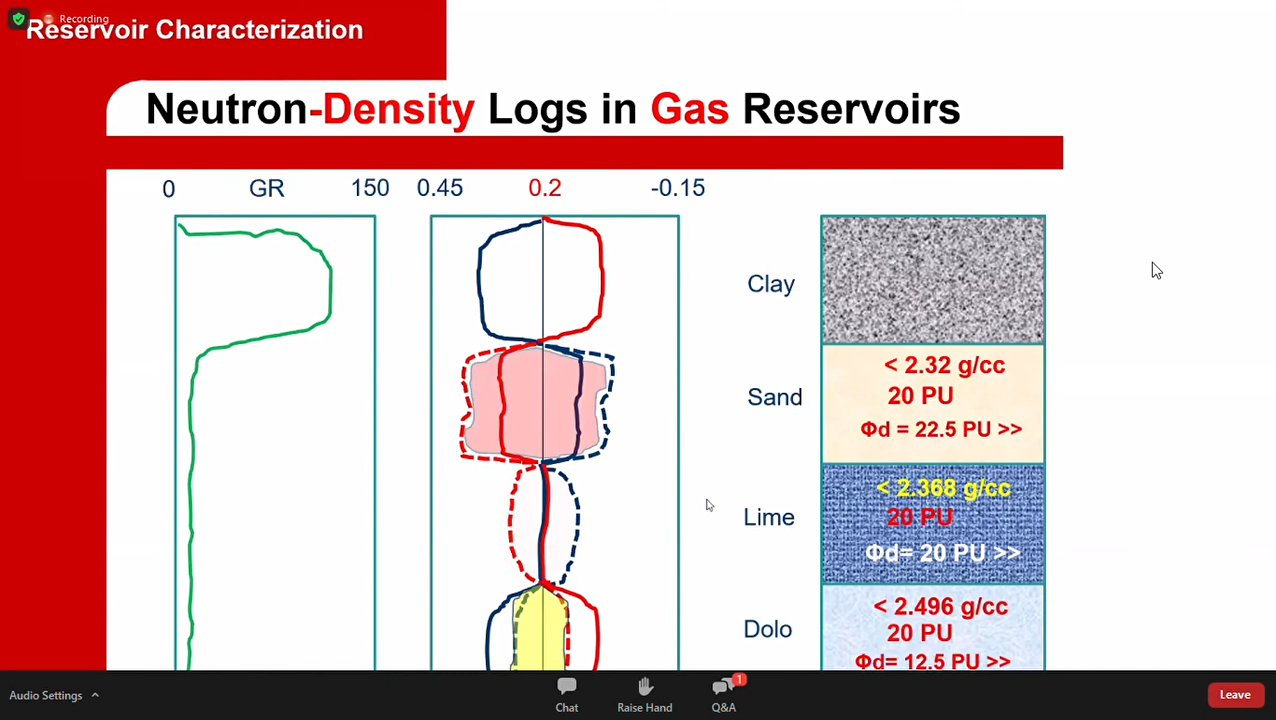 Recording
Reservoir Characterization
Neutron-Density Logs in Gas Reservoirs
0 GR 150 0.45 0.2 -0.15
Clay
< 2.32 g/cc
Sand
20 PU
Φd = 22.5 PU >>
< 2.368 g/cc
Lime
20 PU
Φd= 20 PU >>
< 2.496 g/cc
Dolo
20 PU
Φd= 12.5 PU >>
Audio Settings
Chat
Raise Hand
1
Q&A
Leave